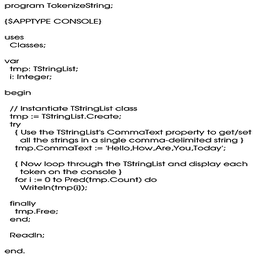 program TokenizeString;
{$APPTYPE CONSOLE}
uses
Classes;
var
tmp: TStringList;
i: Integer;
begin
// Instantiate TStringList class
tmp := TStringList.Create;
try
{ Use the TStringList's CommaText property to get/set
all the strings in a single comma-delimited string }
tmp.CommaText := 'Hello,How,Are,You,Today';
{ Now loop through the TStringList and display each
token on the console }
for i := 0 to Pred(tmp.Count) do
Writeln(tmp[i]);
finally
tmp.Free;
end;
Readln;
end.